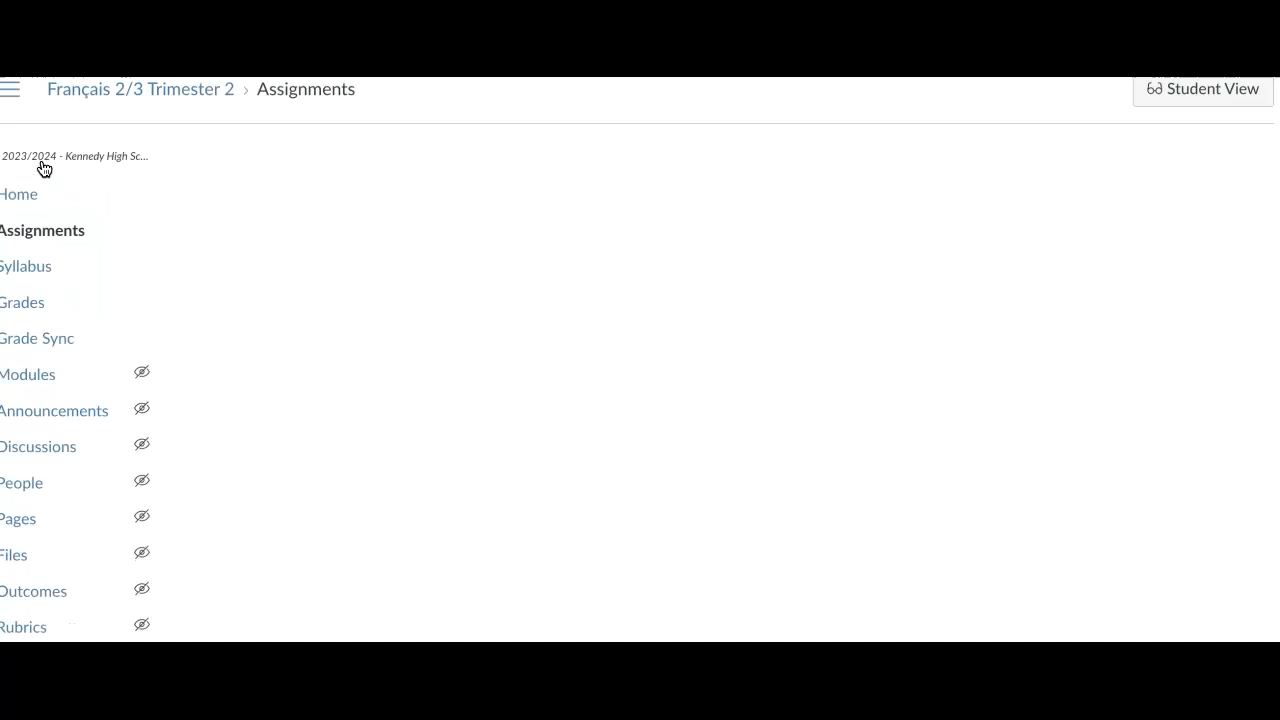 Français 2/3 Trimester 2 › Assignments
Student View
2023/2024 - Kennedy High Sc...
Home
Assignments
Syllabus
Grades
Grade Sync
Modules
Announcements
Discussions
People
Pages
Files
Outcomes
Rubrics